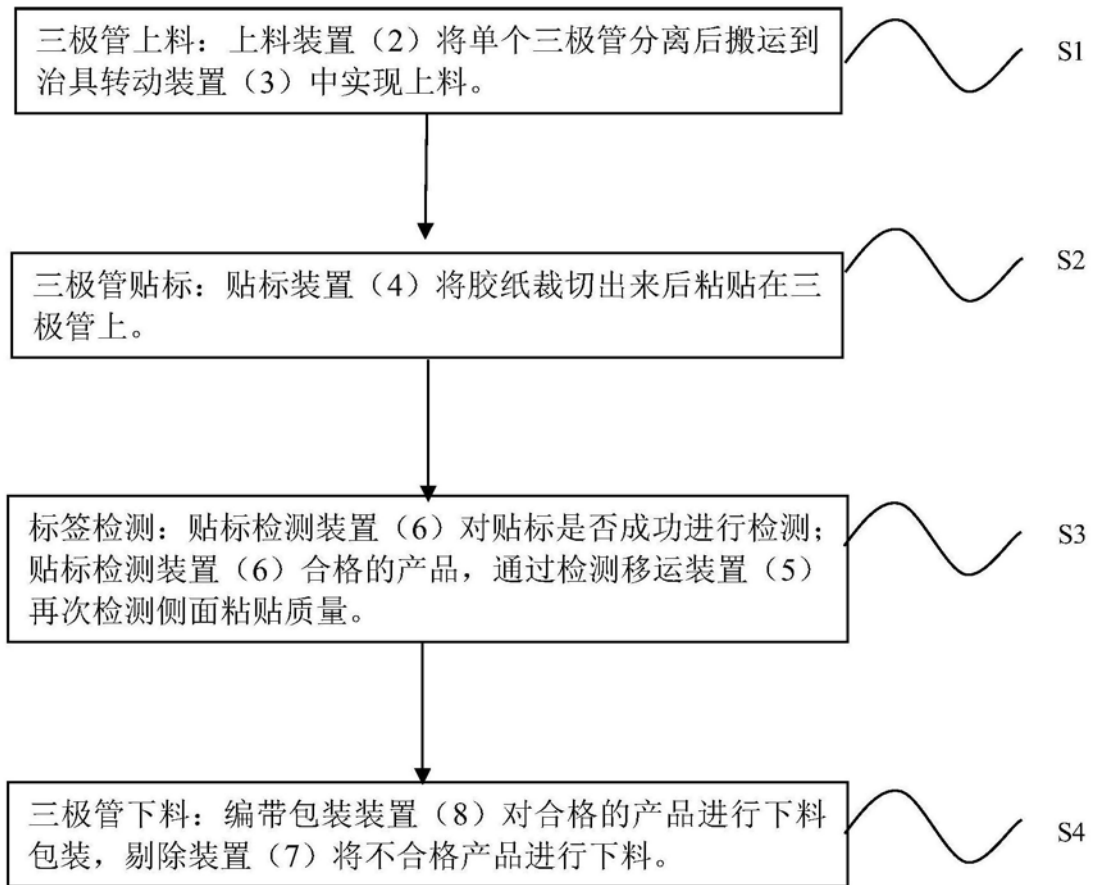 三极管上料：上料装置（2）将单个三极管分离后搬运到
治具转动装置（3）中实现上料。
S1
三极管贴标：贴标装置（4）将胶纸裁切出来后粘贴在三
极管上。
S2
标签检测：贴标检测装置（6）对贴标是否成功进行检测；
贴标检测装置（6）合格的产品，通过检测移运装置（5）
再次检测侧面粘贴质量。
S3
三极管下料：编带包装装置（8）对合格的产品进行下料
包装，剔除装置（7）将不合格产品进行下料。
S4